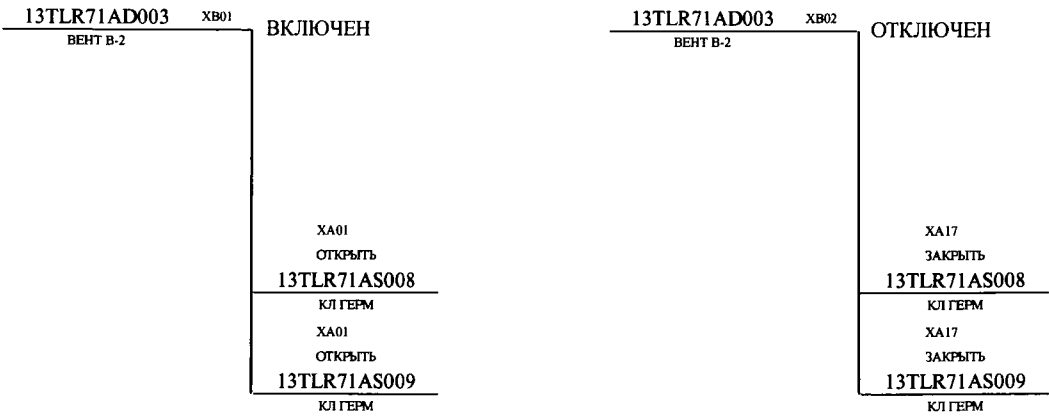 13TLR71AD003 XB01
ВКЛЮЧЕН
ВЕНТ В-2
XA01
ОТКРЫТЬ
13TLR71AS008
КЛ ГЕРМ
XA01
ОТКРЫТЬ
13TLR71AS009
КЛ ГЕРМ
13TLR71AD003 XB02
ОТКЛЮЧЕН
ВЕНТ В-2
XA17
ЗАКРЫТЬ
13TLR71AS008
КЛ ГЕРМ
XA17
ЗАКРЫТЬ
13TLR71AS009
КЛ ГЕРМ